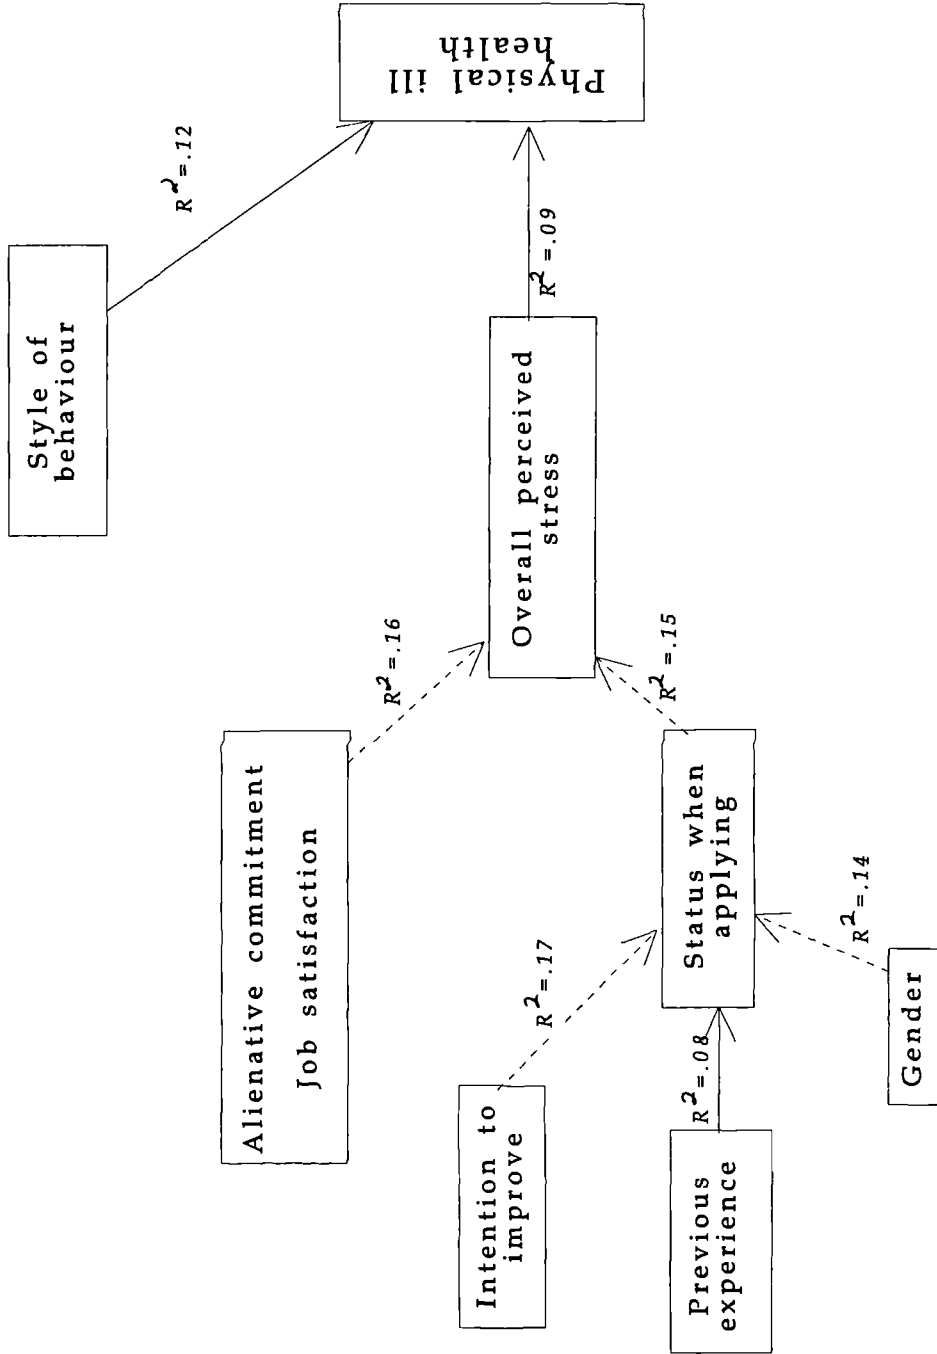 Style of
behaviour
R²=.12
Physical ill
health
Alienative commitment
Job satisfaction
R²=.16
Overall perceived
stress
R²=.09
Intention to
improve
R²=.17
Status when
applying
R²=.15
Previous
experience
R²=.08
Gender
R²=.14